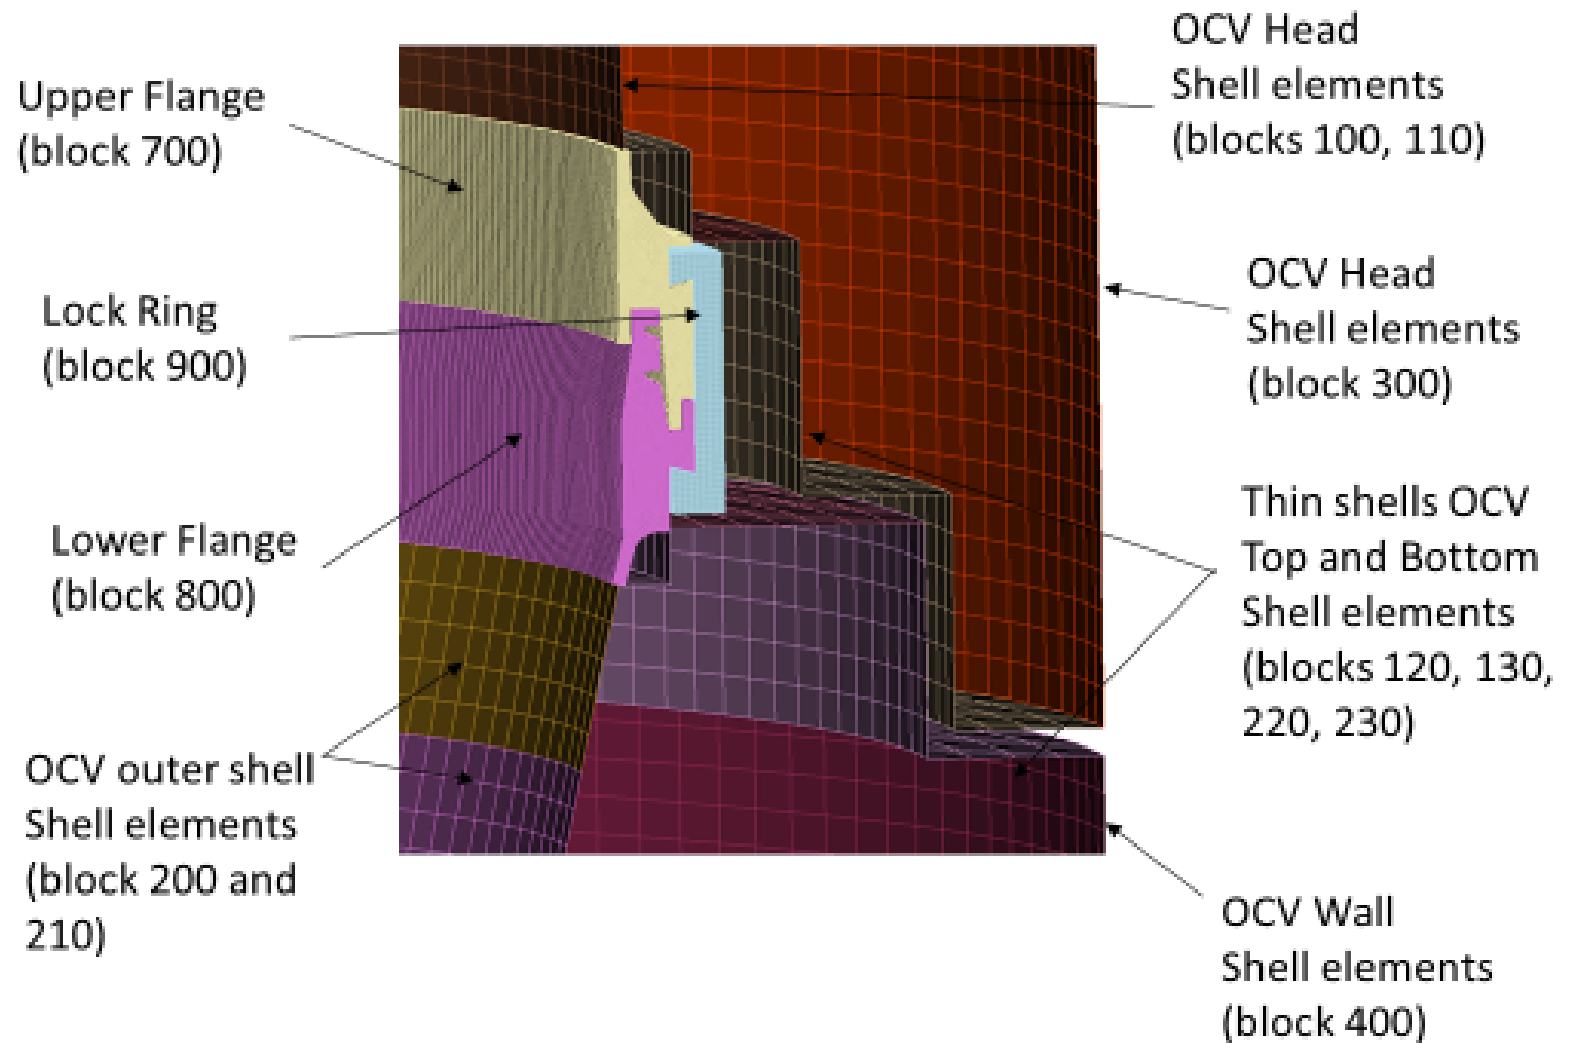 Upper Flange
(block 700)
Lock Ring
(block 900)
Lower Flange
(block 800)
OCV outer shell
Shell elements
(block 200 and
210)
OCV Head
Shell elements
(blocks 100, 110)
OCV Head
Shell elements
(block 300)
Thin shells OCV
Top and Bottom
Shell elements
(blocks 120, 130,
220, 230)
OCV Wall
Shell elements
(block 400)